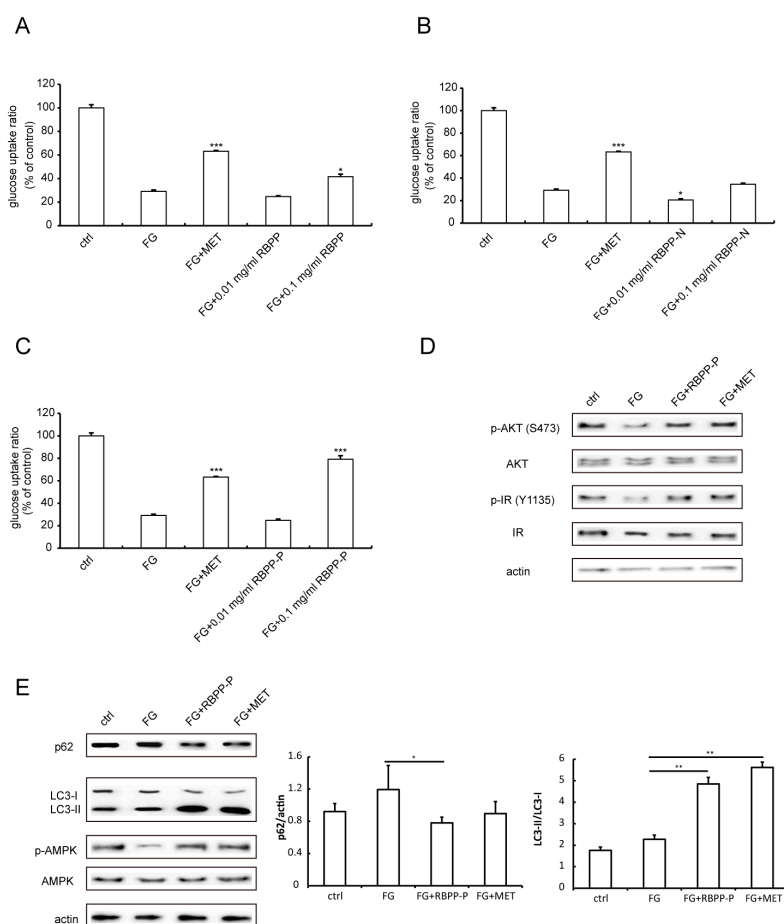 A
glucose uptake ratio
(% of control)
120
100
80
60
40
20
0
***
*
ctrl
FG
FG+MET
FG+0.01 mg/ml RBPP
FG+0.1 mg/ml RBPP
B
glucose uptake ratio
(% of control)
120
100
80
60
40
20
0
***
*
ctrl
FG
FG+MET
FG+0.01 mg/ml RBPP-N
FG+0.1 mg/ml RBPP-N
C
glucose uptake ratio
(% of control)
120
100
80
60
40
20
0
***
***
ctrl
FG
FG+MET
FG+0.01 mg/ml RBPP-P
FG+0.1 mg/ml RBPP-P
D
ctrl
FG
FG+RBPP-P
FG+MET
p-AKT (S473)
AKT
p-IR (Y1135)
IR
actin
E
ctrl
FG
FG+RBPP-P
FG+MET
p62
LC3-I
LC3-II
p-AMPK
AMPK
actin
p62/actin
1.6
1.2
0.8
0.4
0
*
ctrl
FG
FG+RBPP-P
FG+MET
LC3-II/LC3-I
6
5
4
3
2
1
0
**
**
ctrl
FG
FG+RBPP-P
FG+MET